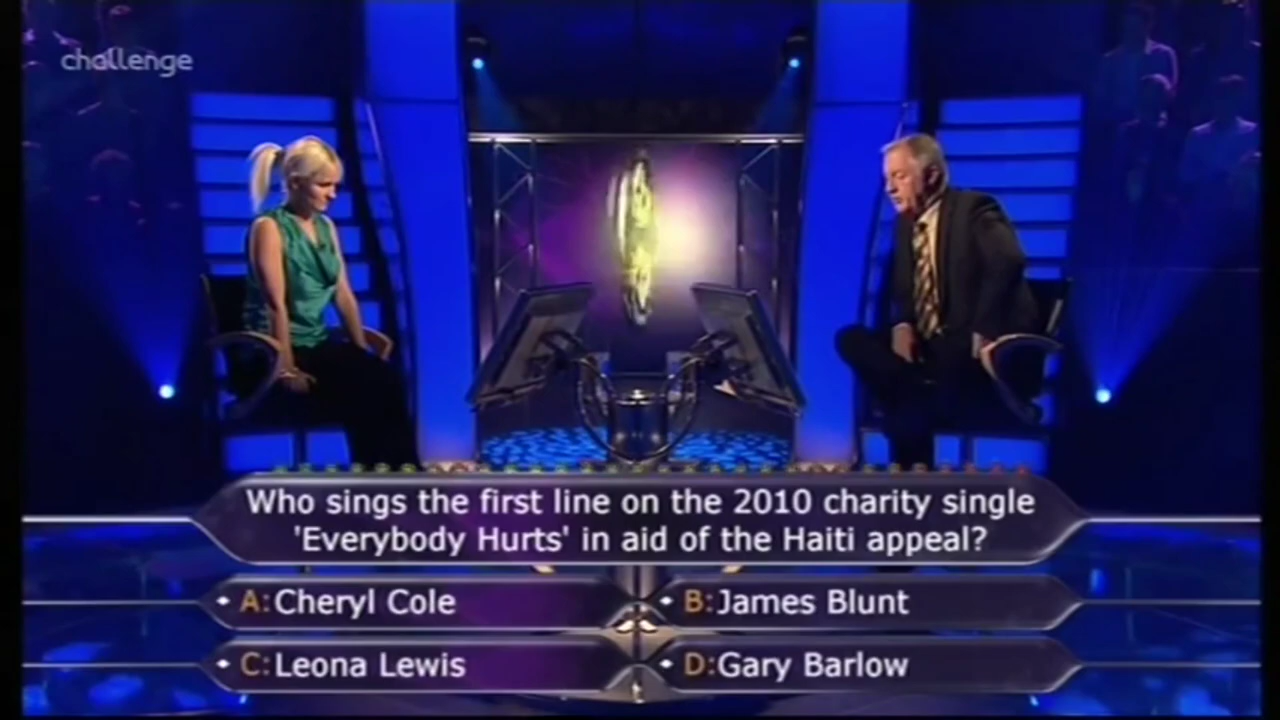 challenge
Who sings the first line on the 2010 charity single
'Everybody Hurts' in aid of the Haiti appeal?
A: Cheryl Cole
B: James Blunt
C: Leona Lewis
D: Gary Barlow